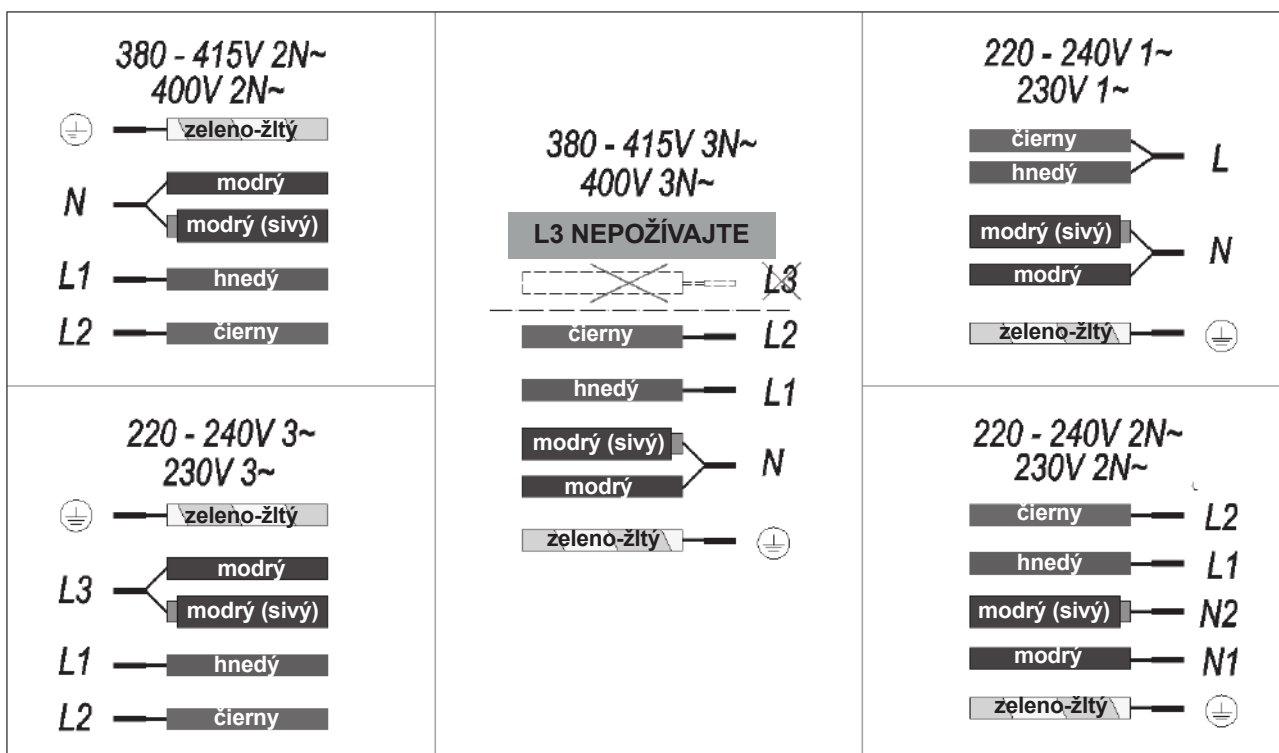 380 - 415V 2N~
400V 2N~
zeleno-žltý
N
modrý
modrý (sivý)
L1 hnedý
L2 čierny
220 - 240V 3~
230V 3~
zeleno-žltý
L3
modrý
modrý (sivý)
L1 hnedý
L2 čierny
380 - 415V 3N~
400V 3N~
L3 NEPOŽÍVAJTE
L3
čierny L2
hnedý L1
modrý (sivý)
N
modrý
zeleno-žltý
220 - 240V 1~
230V 1~
čierny
L
hnedý
modrý (sivý)
N
modrý
zeleno-žltý
220 - 240V 2N~
230V 2N~
čierny L2
hnedý L1
modrý (sivý) N2
modrý N1
zeleno-žltý